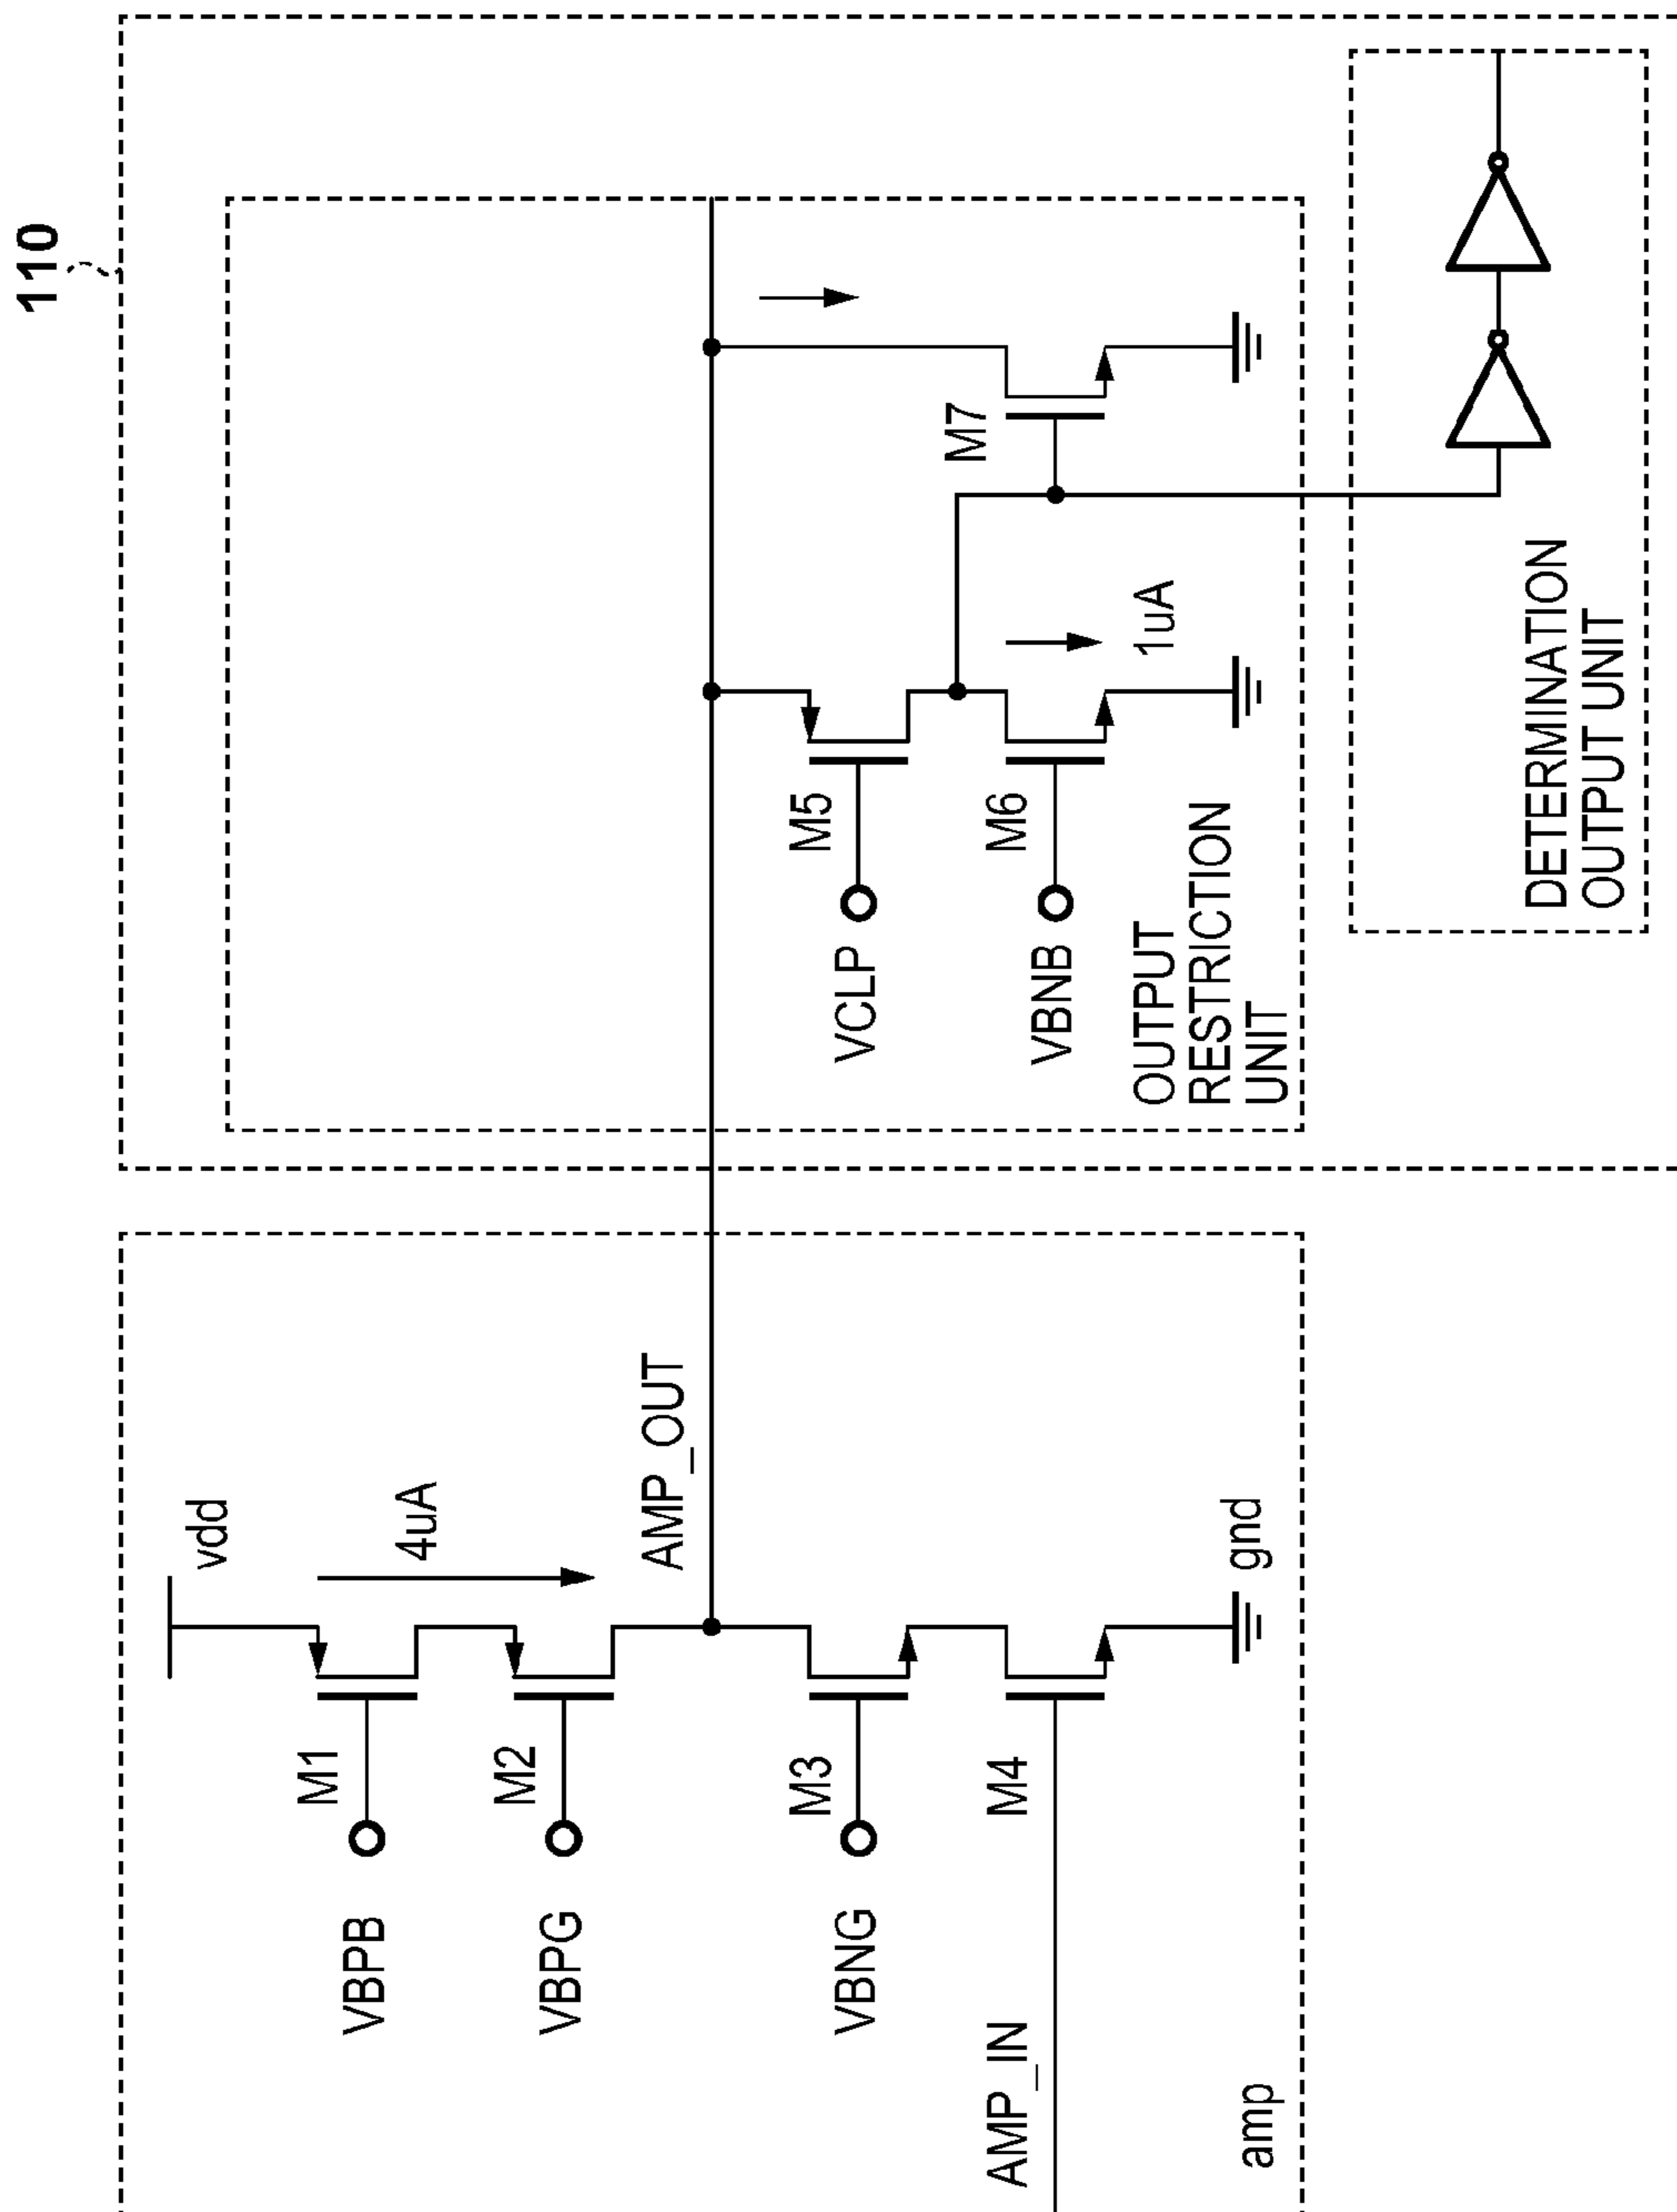 110
vdd
4uA
M1
VBPB
M2
VBPG
AMP_OUT
M3
VBNG
M4
AMP_IN
gnd
amp
M5
VCLP
M6
VBNB
1uA
M7
OUTPUT
RESTRICTION
UNIT
DETERMINATION
OUTPUT UNIT